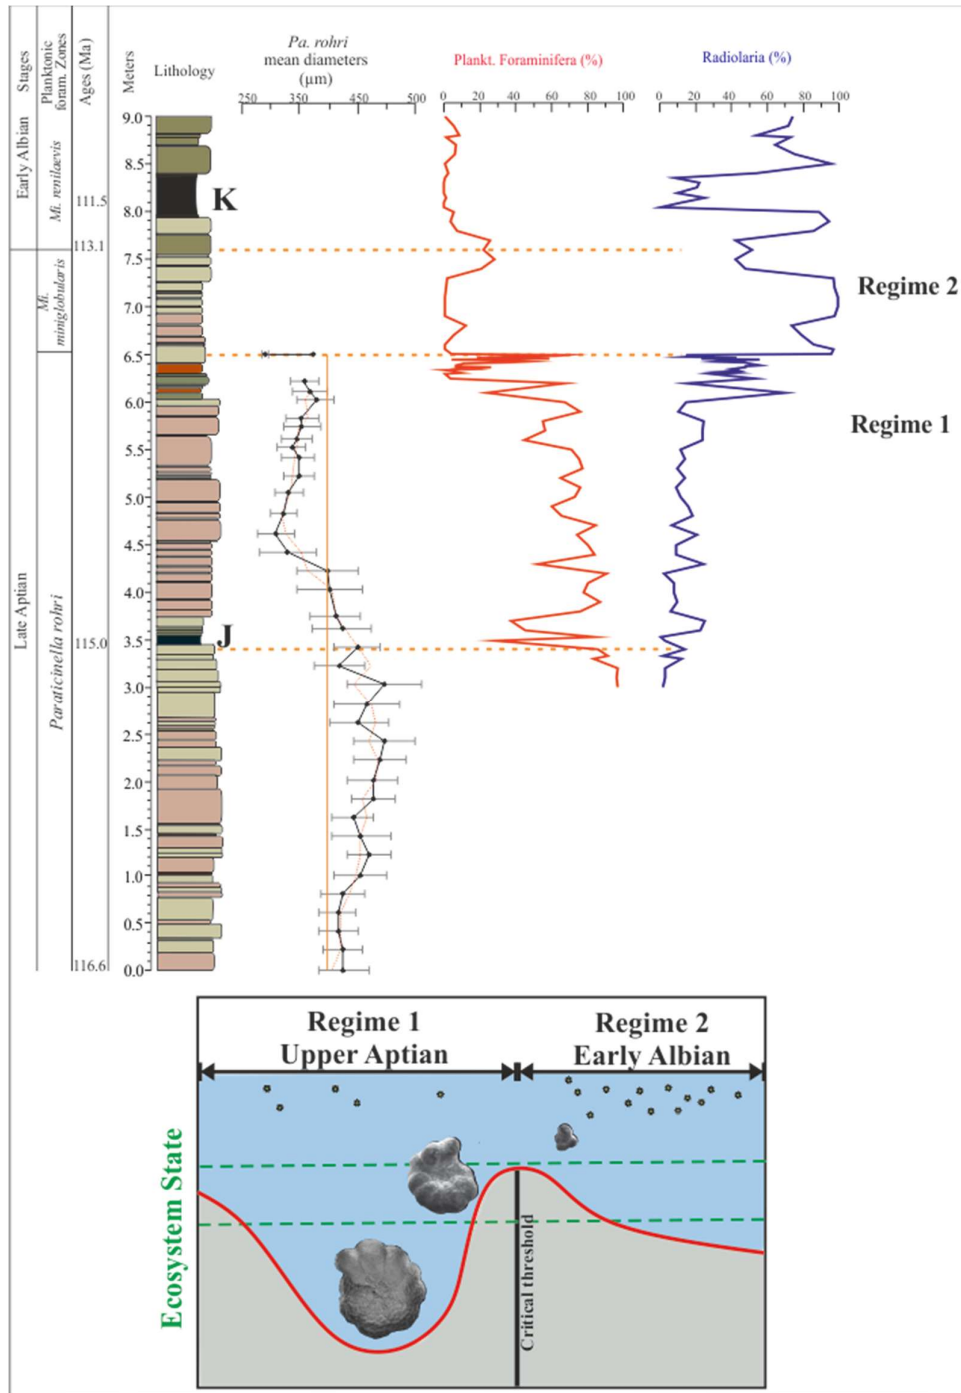 Stages
Planktonic
foram. Zones
Ages (Ma)
Meters
Lithology
Pa. rohri
mean diameters
(µm)
250 350 450 500
Plankt. Foraminifera (%)
0 20 40 60 80 100
Radiolaria (%)
0 20 40 60 80 100
Early Albian
Late Aptian
Mi. renilaevis
Mi.
miniglobularis
Paraticinella rohri
111.5
113.1
115.0
116.6
9.0
8.5
8.0
7.5
7.0
6.5
6.0
5.5
5.0
4.5
4.0
3.5
3.0
2.5
2.0
1.5
1.0
0.5
0.0
K
J
Regime 2
Regime 1
Regime 1
Upper Aptian
Regime 2
Early Albian
Ecosystem State
Critical threshold